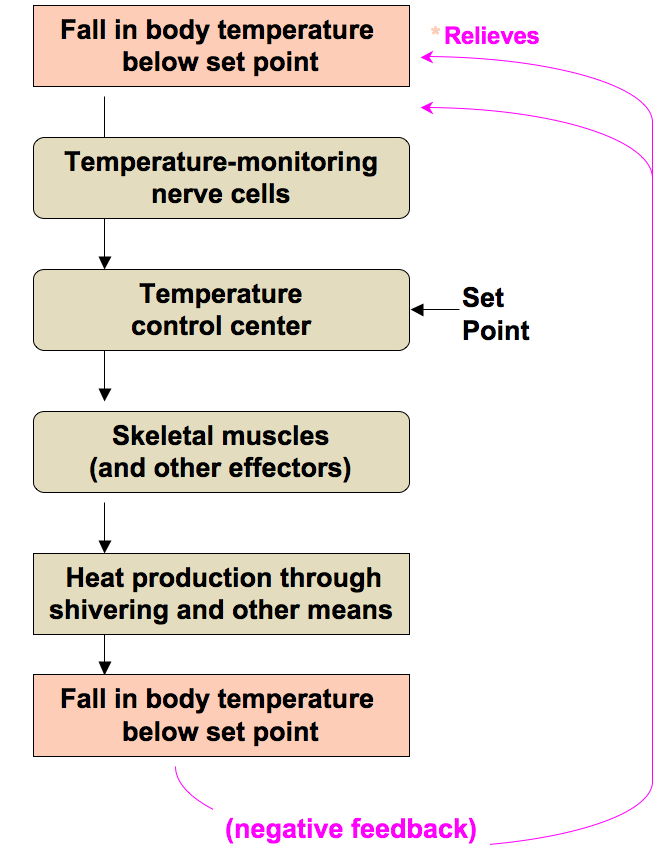 Fall in body temperature
below set point
* Relieves
Temperature-monitoring
nerve cells
Temperature
control center
Set
Point
Skeletal muscles
(and other effectors)
Heat production through
shivering and other means
Fall in body temperature
below set point
(negative feedback)